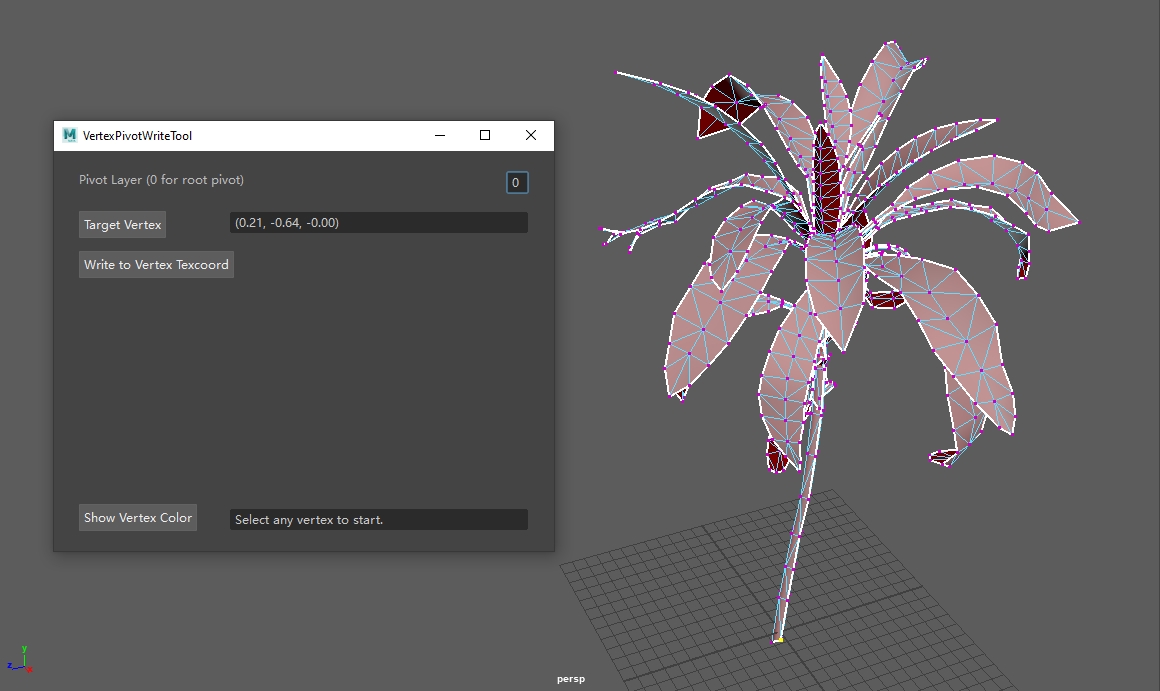 VertexPivotWriteTool
Pivot Layer (0 for root pivot)
0
Target Vertex
(0.21, -0.64, -0.00)
Write to Vertex Texcoord
Show Vertex Color
Select any vertex to start.
y
z
persp